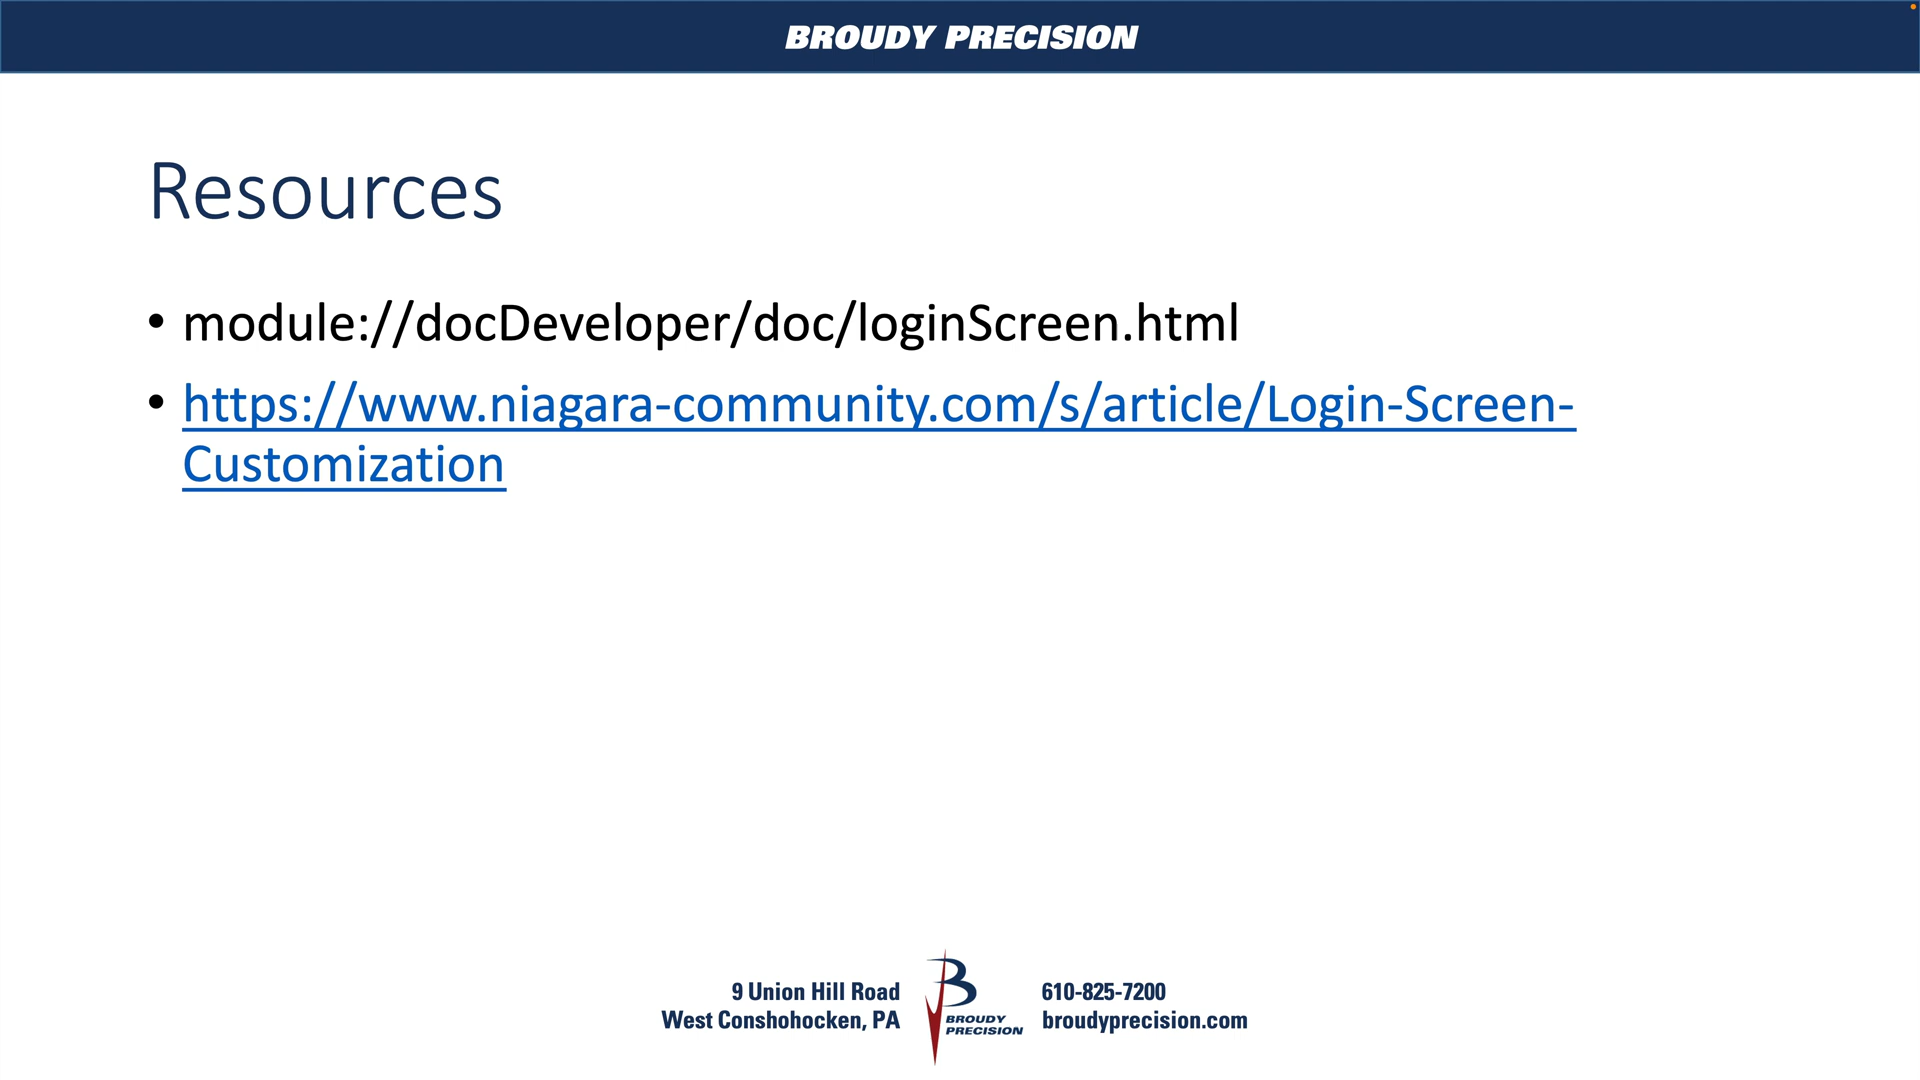 BROUDY PRECISION
Resources
• module://docDeveloper/doc/loginScreen.html
• https://www.niagara-community.com/s/article/Login-Screen-
Customization
9 Union Hill Road
West Conshohocken, PA
BROUDY
PRECISION
610-825-7200
broudyprecision.com